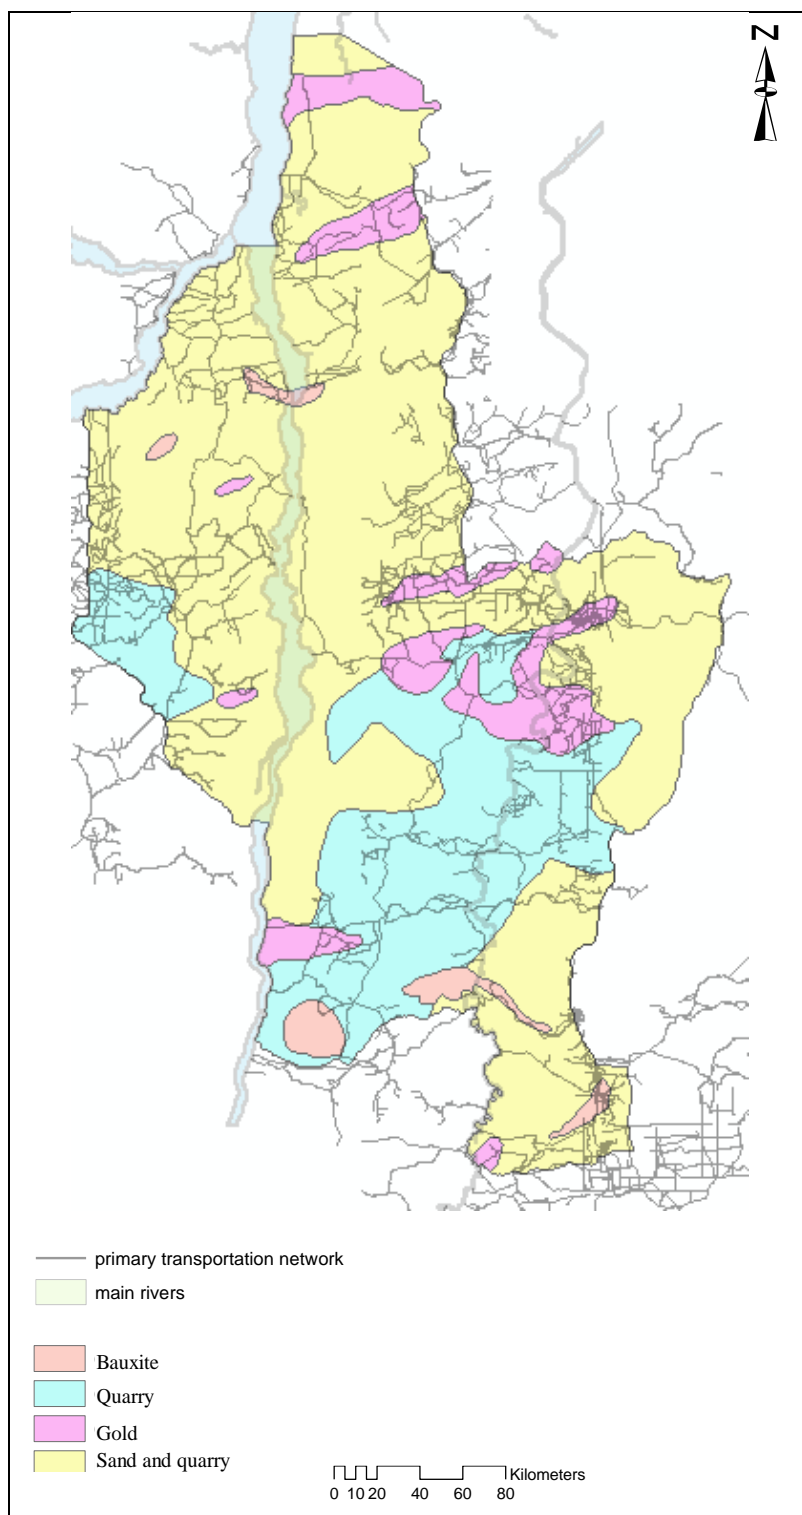 N
primary transportation network
main rivers
Bauxite
Quarry
Gold
Sand and quarry
Kilometers
0 10 20 40 60 80